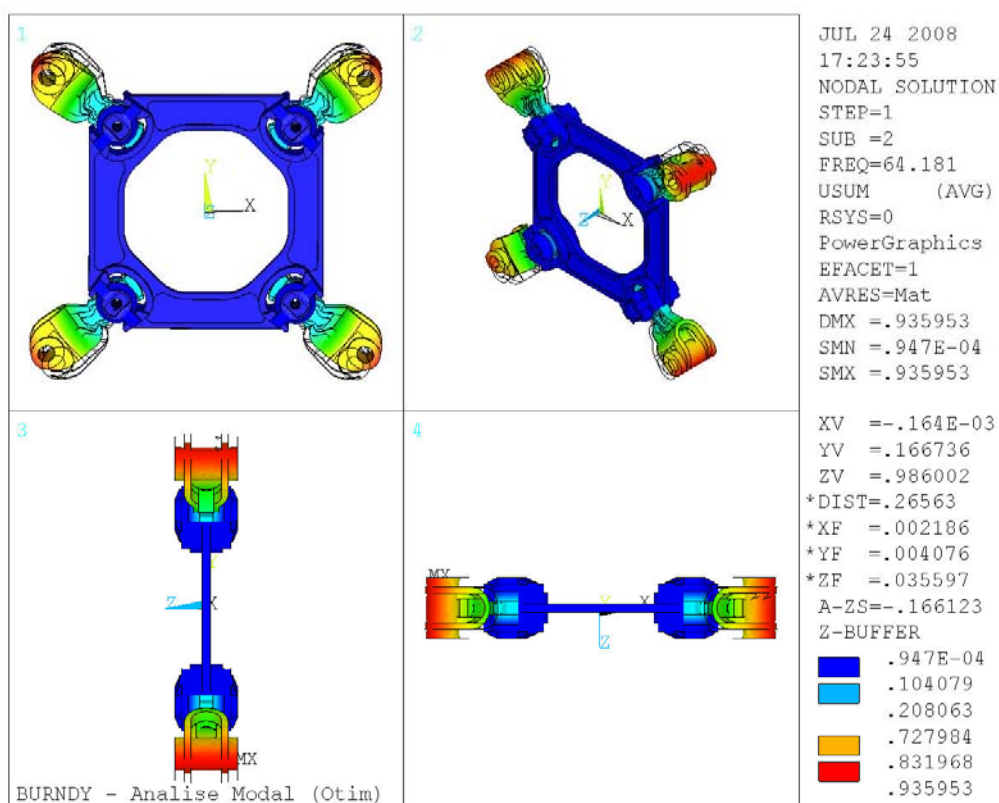 1
2
3
4
Y
X
Z
Y
Z
X
Y
Z
X
MX
Y
X
Z
MX
BURNDY - Analise Modal (Otim)
JUL 24 2008
17:23:55
NODAL SOLUTION
STEP=1
SUB =2
FREQ=64.181
USUM (AVG)
RSYS=0
PowerGraphics
EFACET=1
AVRES=Mat
DMX =.935953
SMN =.947E-04
SMX =.935953
XV =-.164E-03
YV =.166736
ZV =.986002
*DIST=.26563
*XF =.002186
*YF =.004076
*ZF =.035597
A-ZS=-.166123
Z-BUFFER
.947E-04
.104079
.208063
.727984
.831968
.935953